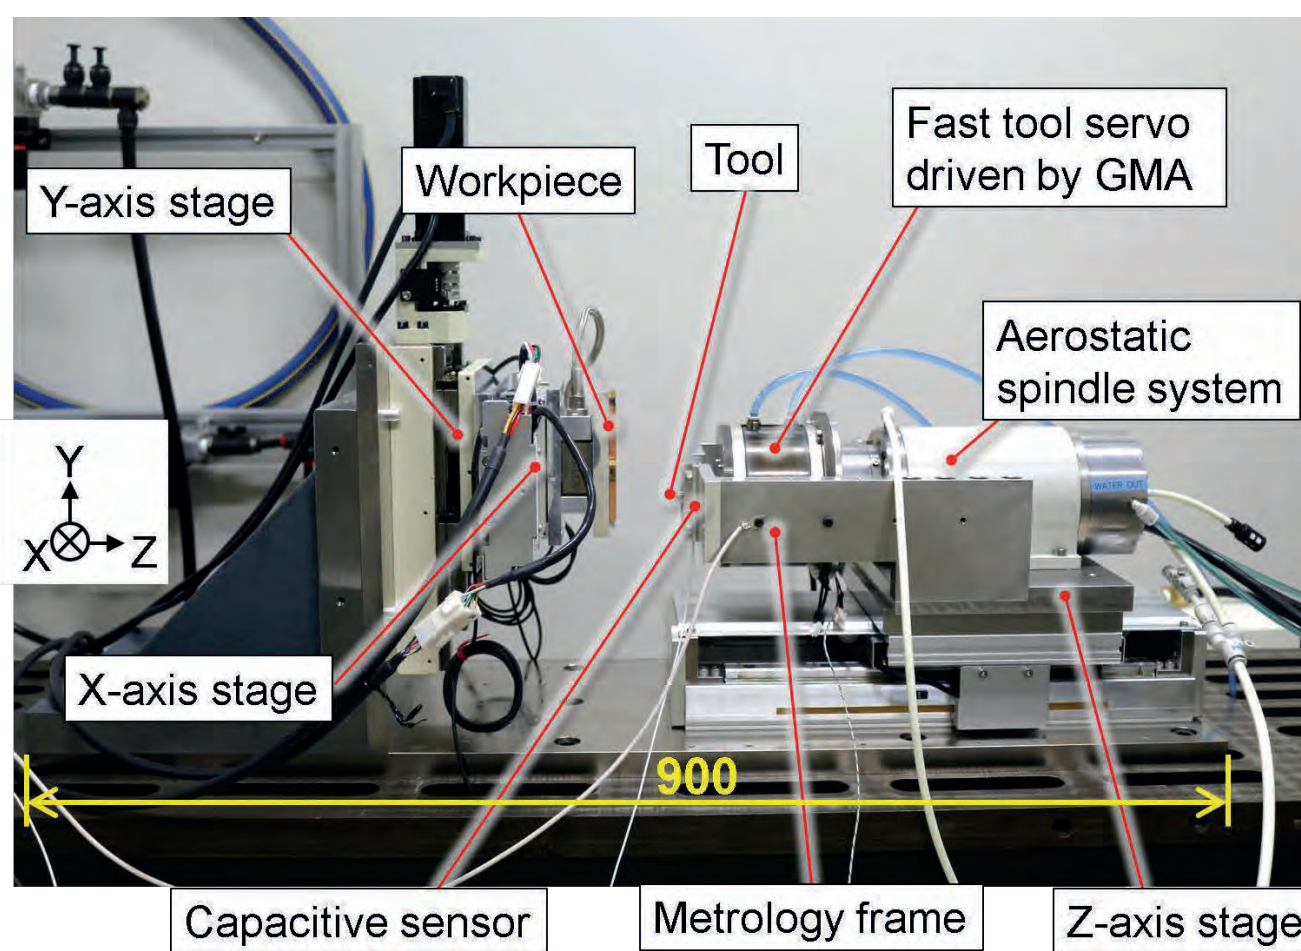 Fast tool servo
driven by GMA
Tool
Workpiece
Y-axis stage
Aerostatic
spindle system
Y
X
Z
WATER OUT
X-axis stage
900
Capacitive sensor
Metrology frame
Z-axis stage